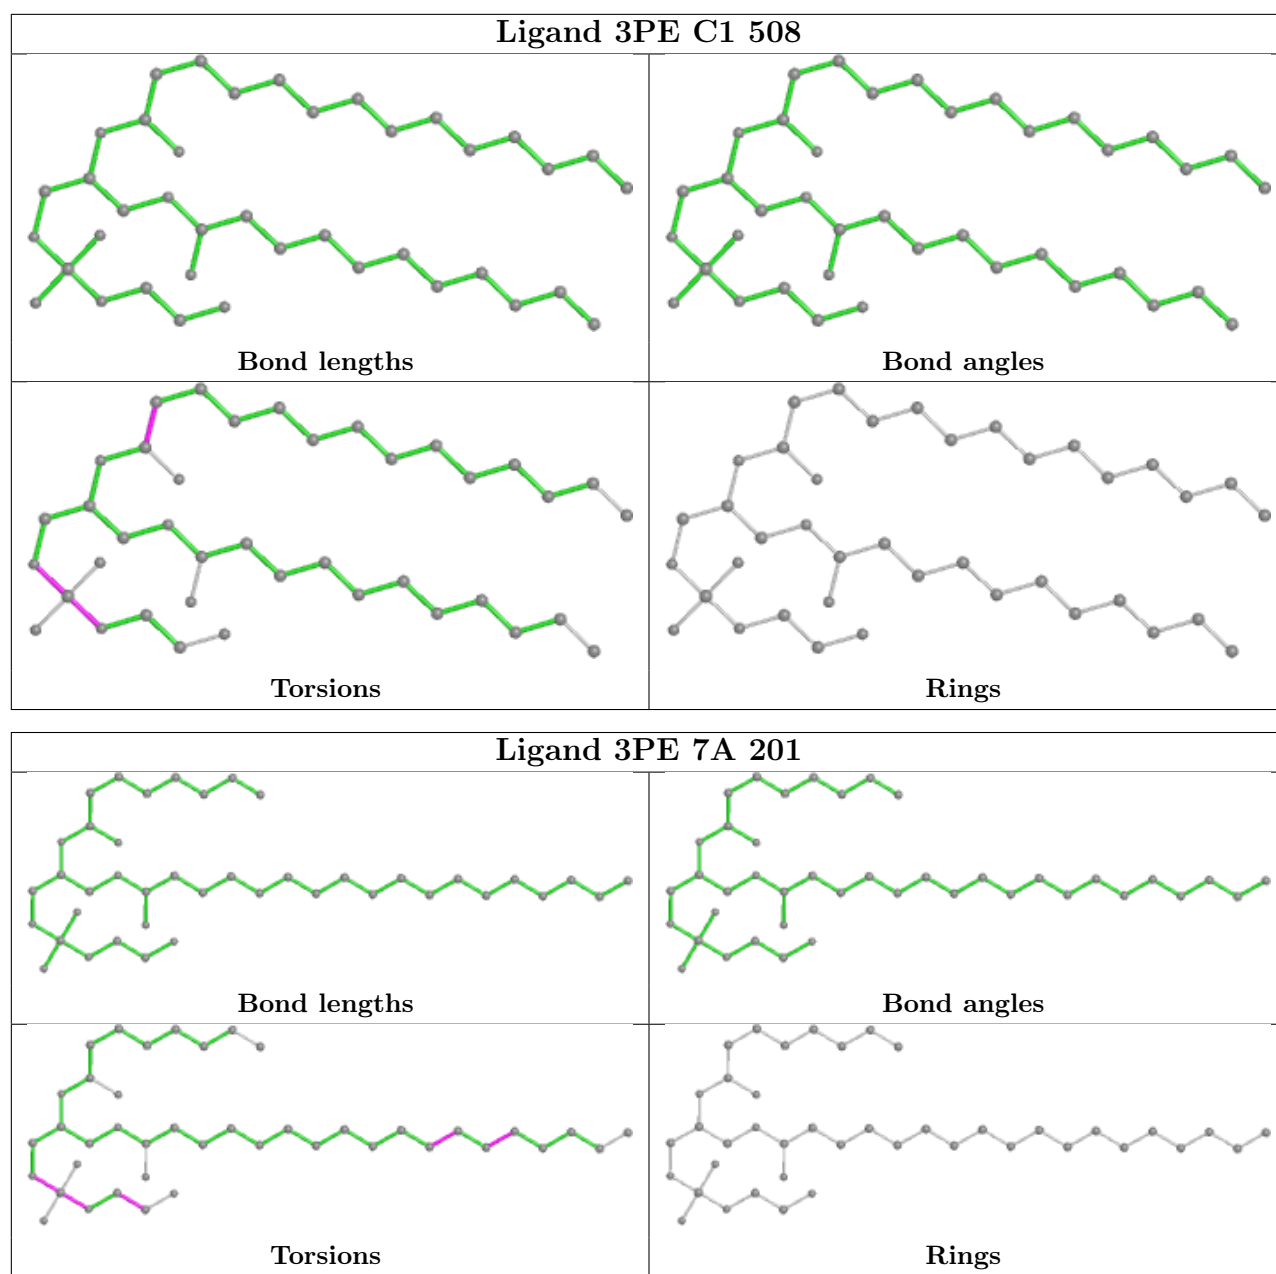 Ligand 3PE C1 508
Bond lengths
Bond angles
Torsions
Rings
Ligand 3PE 7A 201
Bond lengths
Bond angles
Torsions
Rings